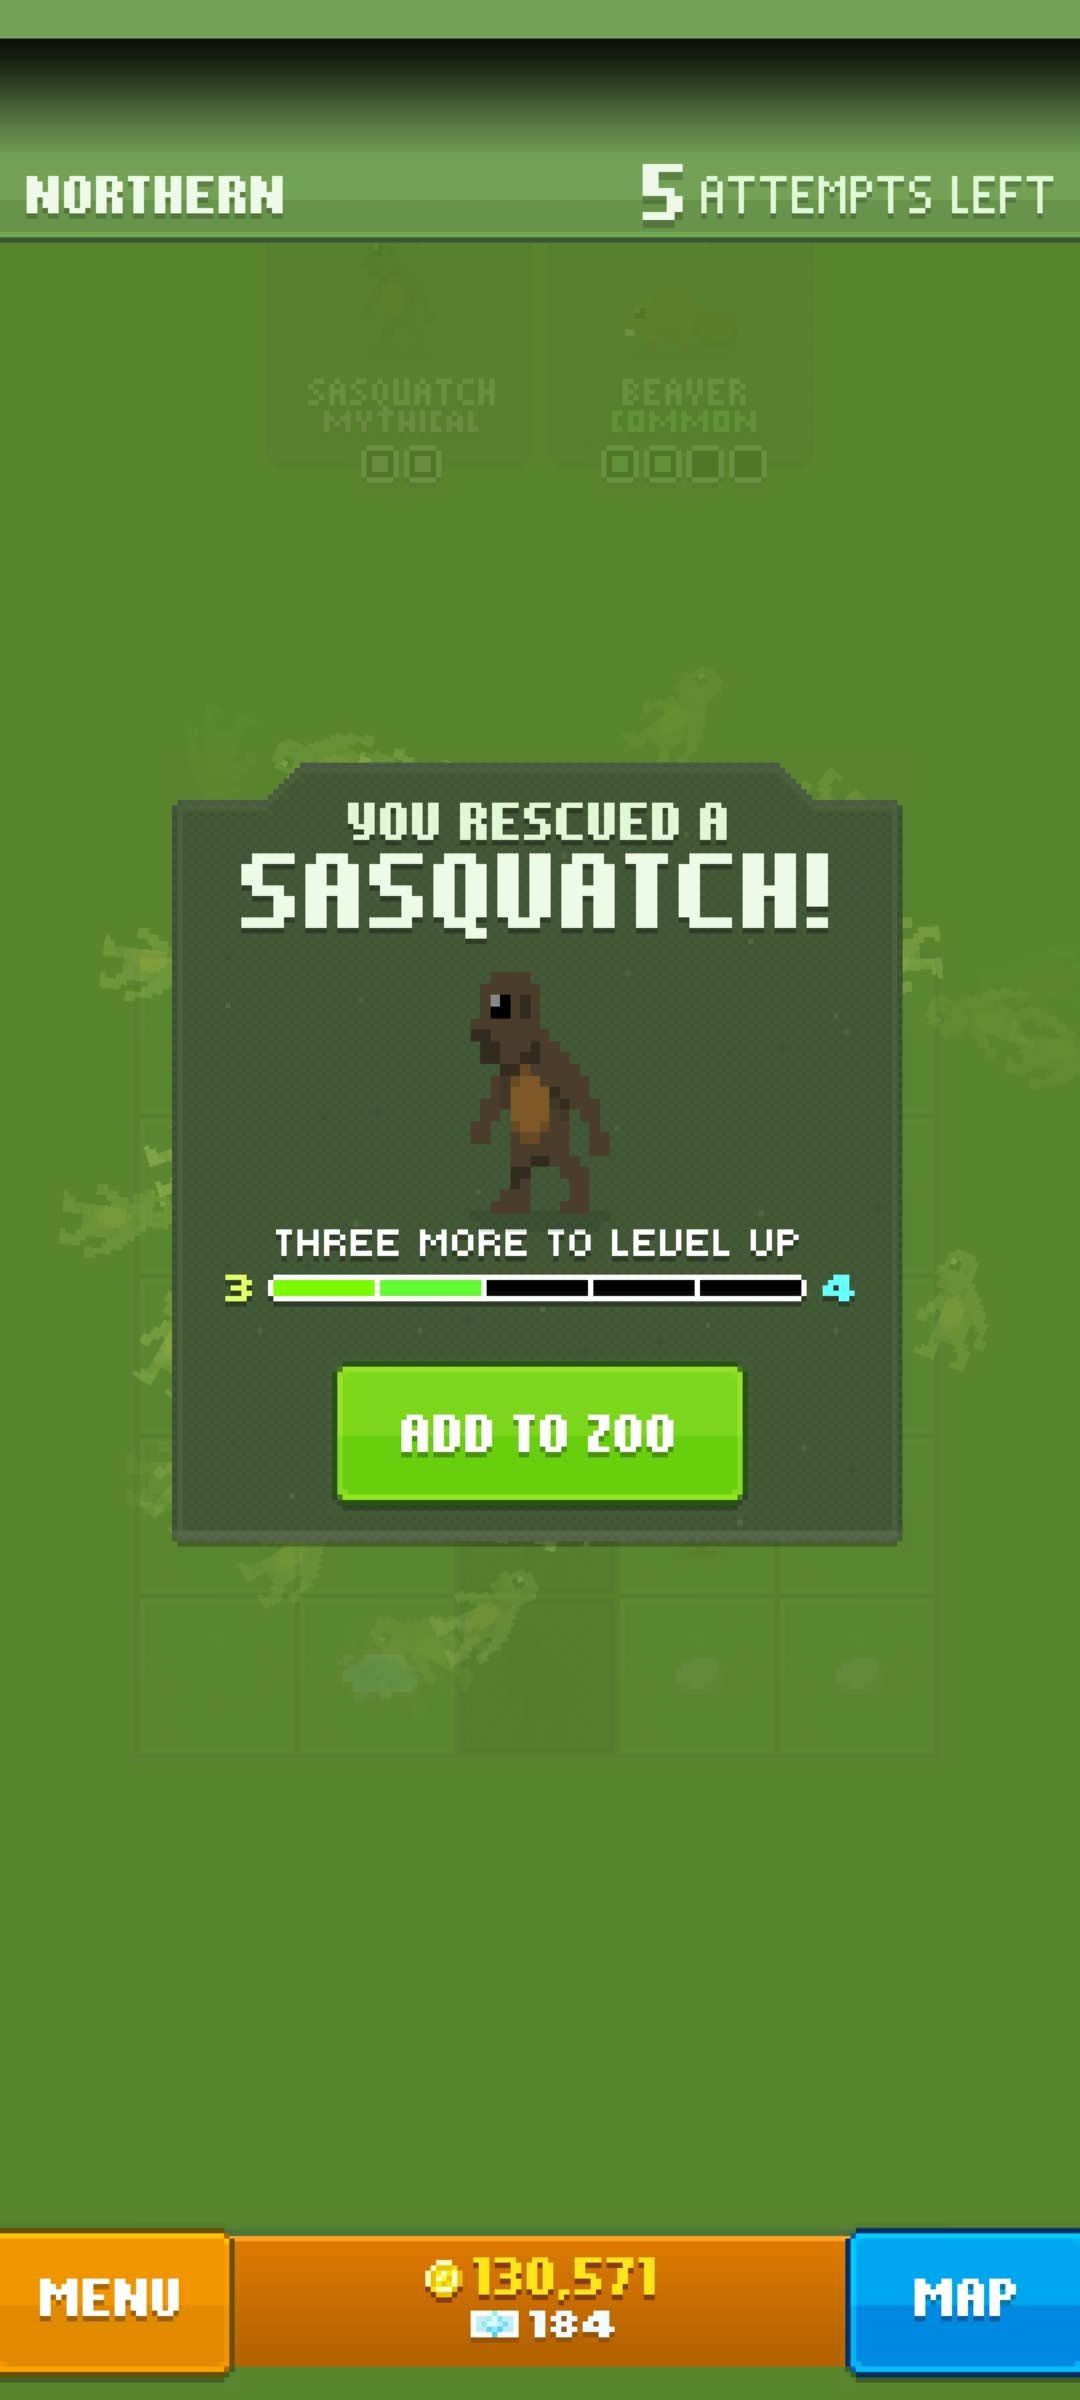 NORTHERN
5 ATTEMPTS LEFT
SASQUATCH
MYTHICAL
BEAVER
COMMON
YOU RESCUED A
SASQUATCH!
THREE MORE TO LEVEL UP
3
4
ADD TO ZOO
MENU
130,571
184
MAP